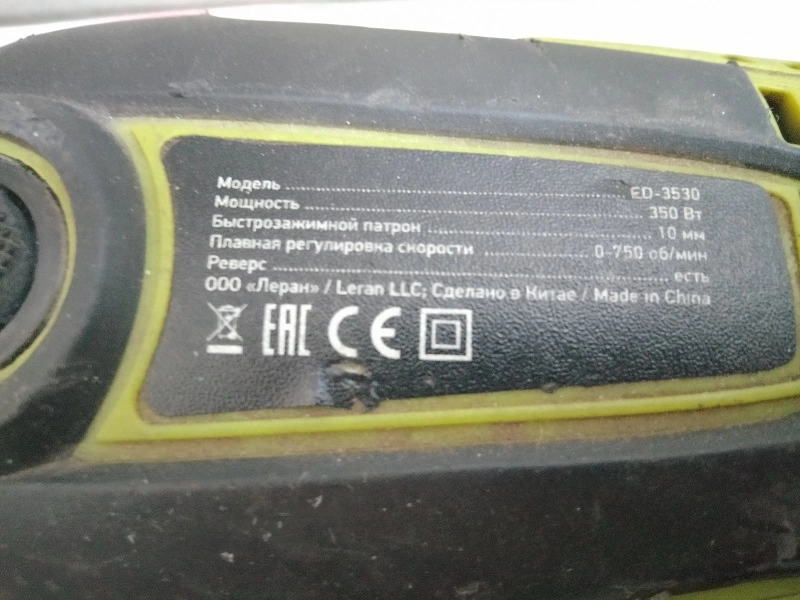 Модель ED-3530
Мощность 350 Вт
Быстрозажимной патрон 10 мм
Плавная регулировка скорости 0-750 об/мин
Реверс есть
ООО «Леран» / Leran LLC; Сделано в Китае / Made in China
EAC CE